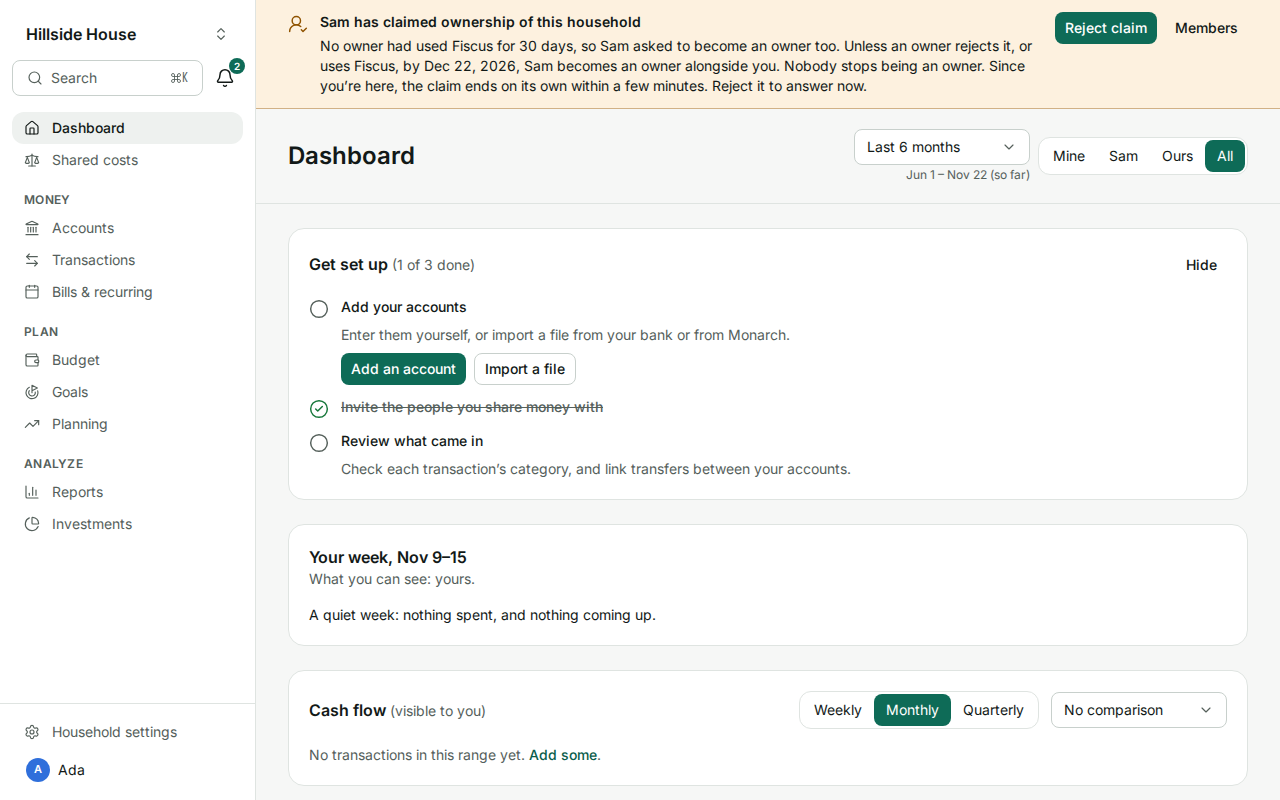 Hillside House
Search ⌘K
2
Dashboard
Shared costs
MONEY
Accounts
Transactions
Bills & recurring
PLAN
Budget
Goals
Planning
ANALYZE
Reports
Investments
Household settings
A Ada
Sam has claimed ownership of this household
No owner had used Fiscus for 30 days, so Sam asked to become an owner too. Unless an owner rejects it, or
uses Fiscus, by Dec 22, 2026, Sam becomes an owner alongside you. Nobody stops being an owner. Since
you’re here, the claim ends on its own within a few minutes. Reject it to answer now.
Reject claim Members
Dashboard
Last 6 months
Jun 1 – Nov 22 (so far)
Mine Sam Ours All
Get set up (1 of 3 done)
Hide
Add your accounts
Enter them yourself, or import a file from your bank or from Monarch.
Add an account Import a file
Invite the people you share money with
Review what came in
Check each transaction’s category, and link transfers between your accounts.
Your week, Nov 9–15
What you can see: yours.
A quiet week: nothing spent, and nothing coming up.
Cash flow (visible to you)
Weekly Monthly Quarterly
No comparison
No transactions in this range yet. Add some.